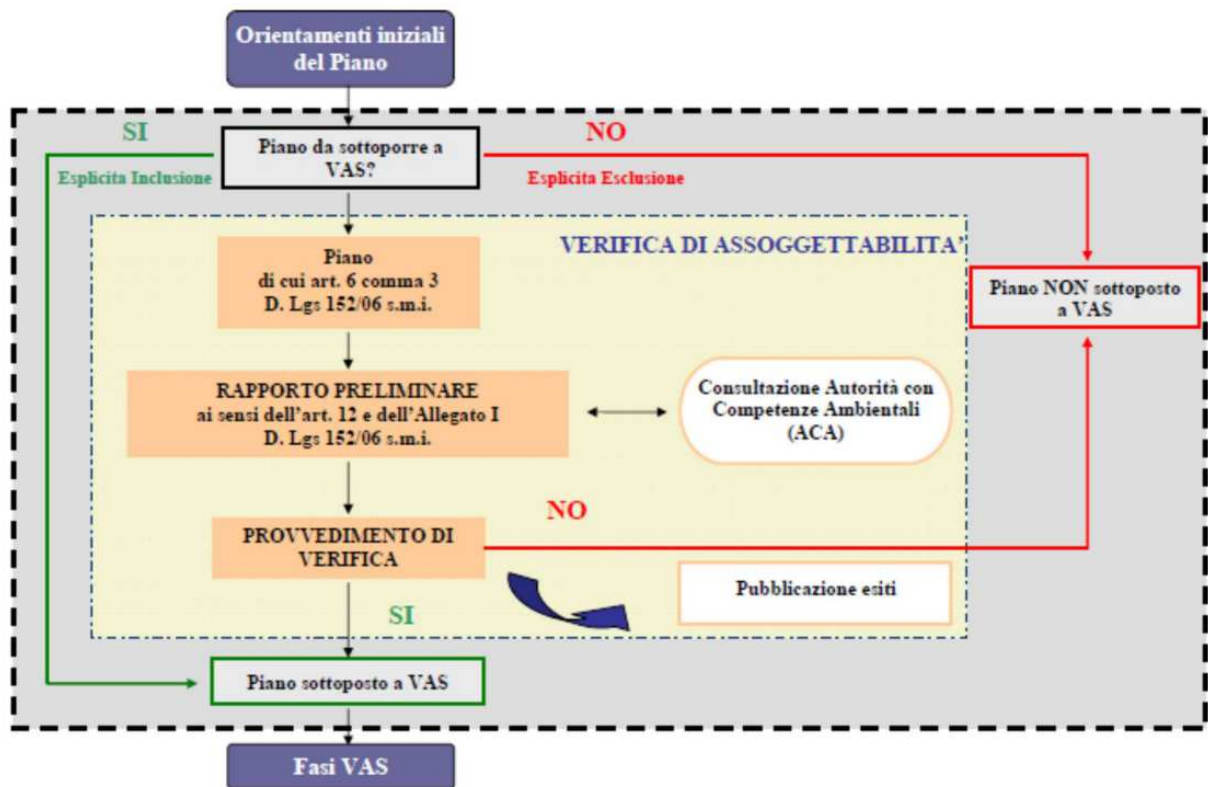 Orientamenti iniziali
del Piano
SI
NO
Piano da sottoporre a
VAS?
Esplicita Inclusione
Esplicita Esclusione
VERIFICA DI ASSOGGETTABILITA'
Piano
di cui art. 6 comma 3
D. Lgs 152/06 s.m.i.
Piano NON sottoposto
a VAS
RAPPORTO PRELIMINARE
ai sensi dell'art. 12 e dell'Allegato I
D. Lgs 152/06 s.m.i.
Consultazione Autorità con
Competenze Ambientali
(ACA)
NO
PROVVEDIMENTO DI
VERIFICA
Pubblicazione esiti
SI
Piano sottoposto a VAS
Fasi VAS